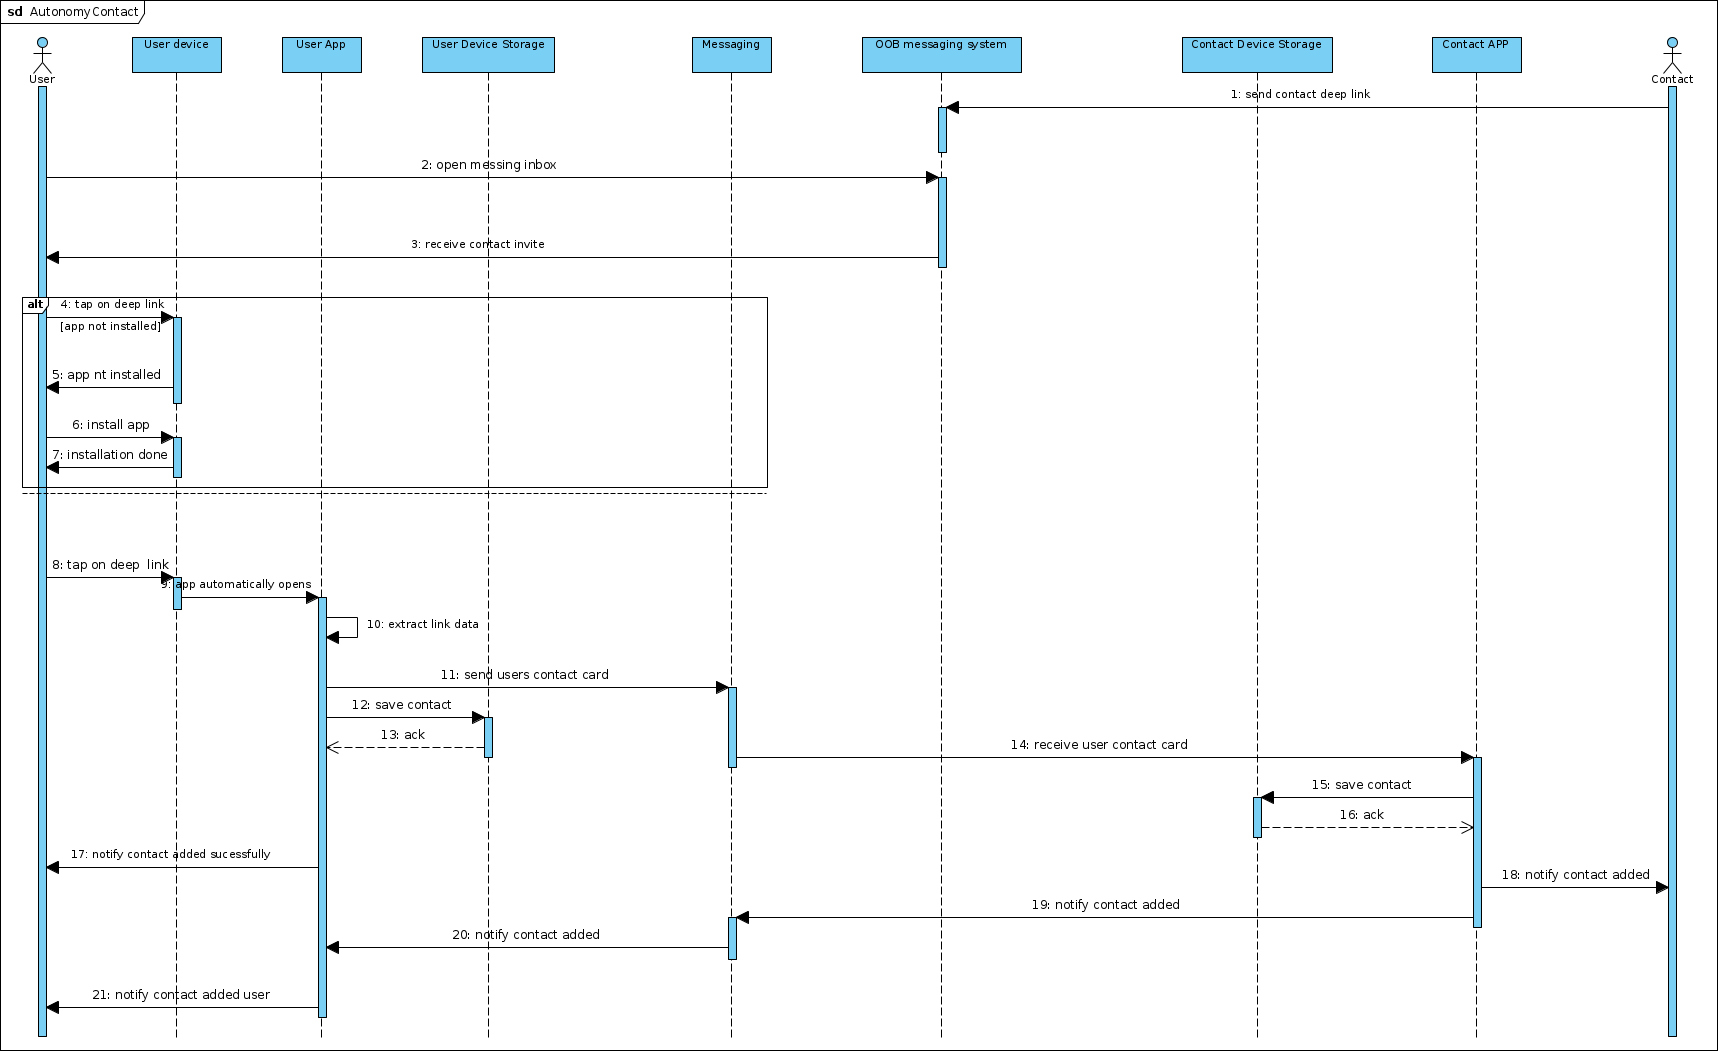 sd AutonomyContact
User device
User App
User Device Storage
Messaging
OOB messaging system
Contact Device Storage
Contact APP
User
Contact
1: send contact deep link
2: open messing inbox
3: receive contact invite
alt
4: tap on deep link
[app not installed]
5: app nt installed
6: install app
7: installation done
8: tap on deep  link
9: app automatically opens
10: extract link data
11: send users contact card
12: save contact
13: ack
14: receive user contact card
15: save contact
16: ack
17: notify contact added sucessfully
18: notify contact added
19: notify contact added
20: notify contact added
21: notify contact added user